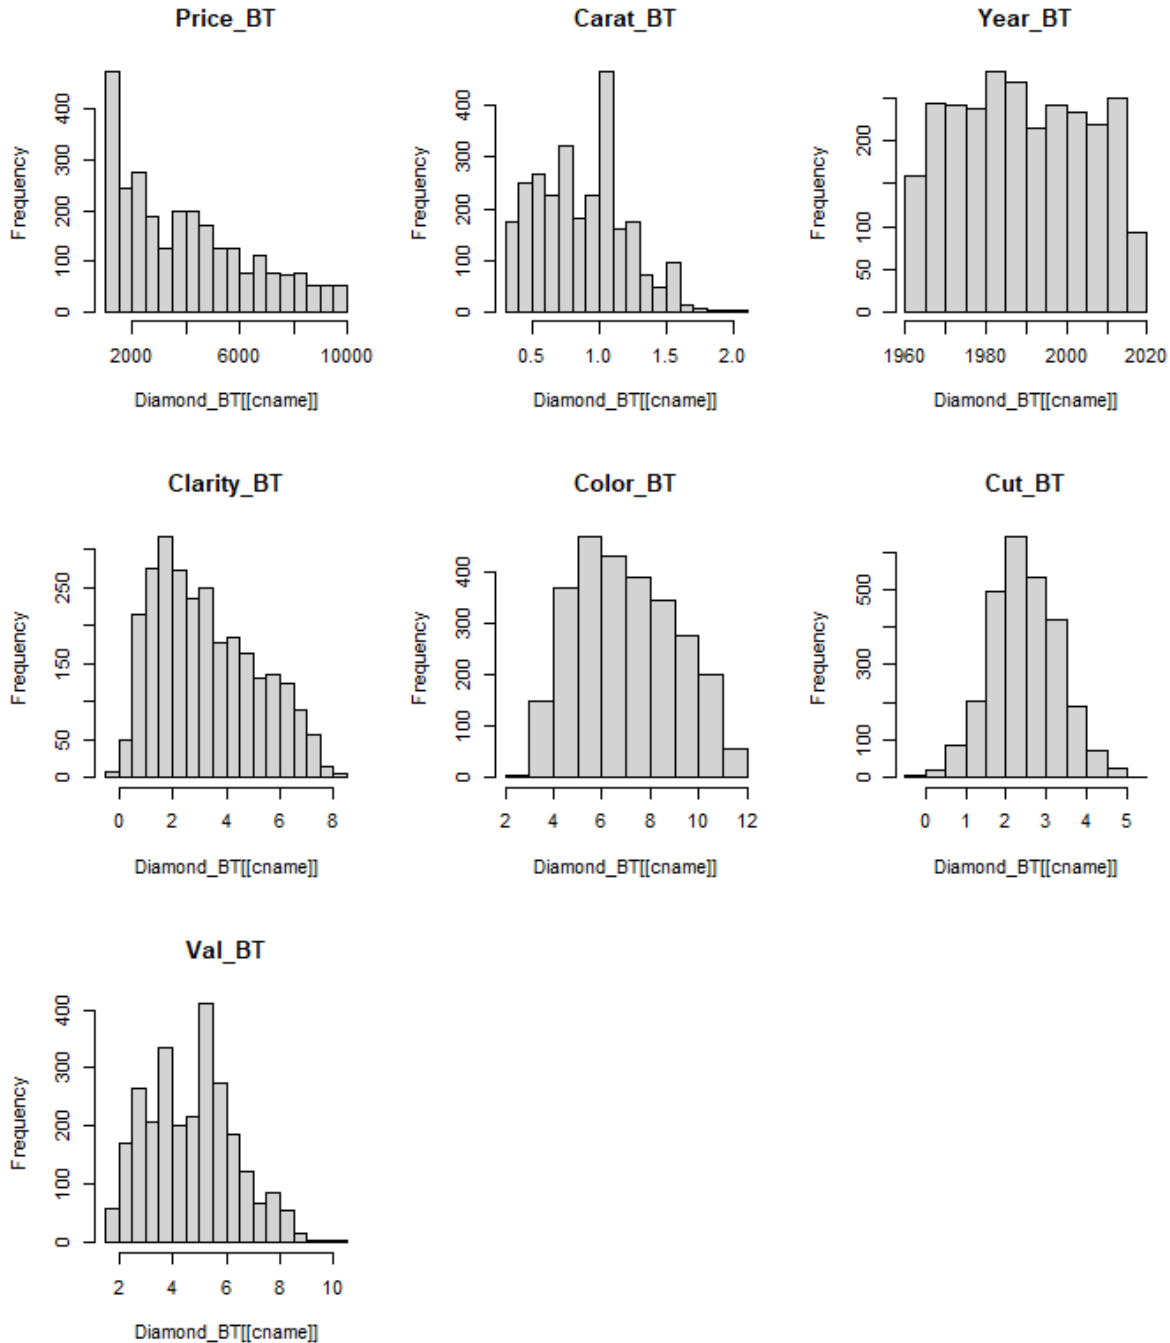 Price_BT
Frequency
0 100 200 300 400
2000 6000 10000
Diamond_BT[[cname]]
Carat_BT
Frequency
0 100 200 300 400
0.5 1.0 1.5 2.0
Diamond_BT[[cname]]
Year_BT
Frequency
0 50 100 200
1960 1980 2000 2020
Diamond_BT[[cname]]
Clarity_BT
Frequency
0 50 150 250
0 2 4 6 8
Diamond_BT[[cname]]
Color_BT
Frequency
0 100 200 300 400
2 4 6 8 10 12
Diamond_BT[[cname]]
Cut_BT
Frequency
0 100 300 500
0 1 2 3 4 5
Diamond_BT[[cname]]
Val_BT
Frequency
0 100 200 300 400
2 4 6 8 10
Diamond_BT[[cname]]